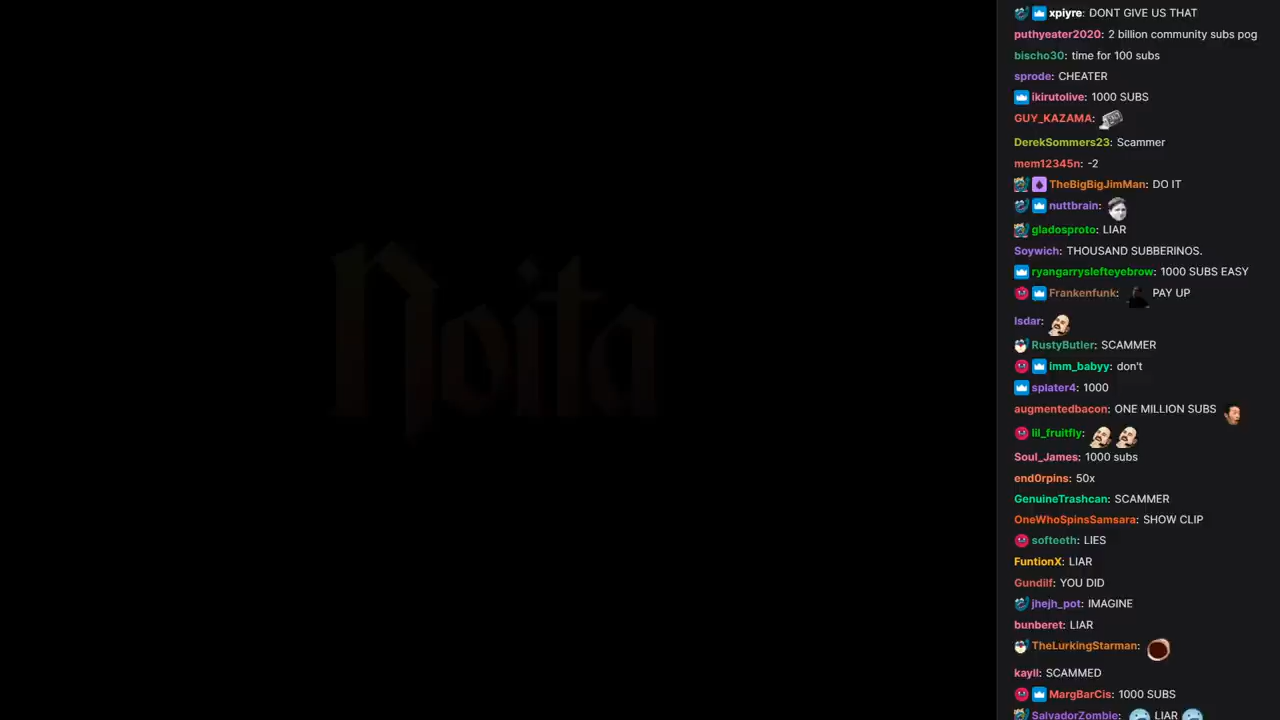 Noita
xpiyre: DONT GIVE US THAT
puthyeater2020: 2 billion community subs pog
bischo30: time for 100 subs
sprode: CHEATER
ikirutolive: 1000 SUBS
GUY_KAZAMA:
DerekSommers23: Scammer
mem12345n: -2
TheBigBigJimMan: DO IT
nuttbrain:
gladosproto: LIAR
Soywich: THOUSAND SUBBERINOS.
ryangarryslefteyebrow: 1000 SUBS EASY
Frankenfunk: PAY UP
lsdar:
RustyButler: SCAMMER
imm_babyy: don't
splater4: 1000
augmentedbacon: ONE MILLION SUBS
lil_fruitfly:
Soul_James: 1000 subs
end0rpins: 50x
GenuineTrashcan: SCAMMER
OneWhoSpinsSamsara: SHOW CLIP
softeeth: LIES
FuntionX: LIAR
Gundilf: YOU DID
jhejh_pot: IMAGINE
bunberet: LIAR
TheLurkingStarman:
kayii: SCAMMED
MargBarCis: 1000 SUBS
SalvadorZombie: LIAR